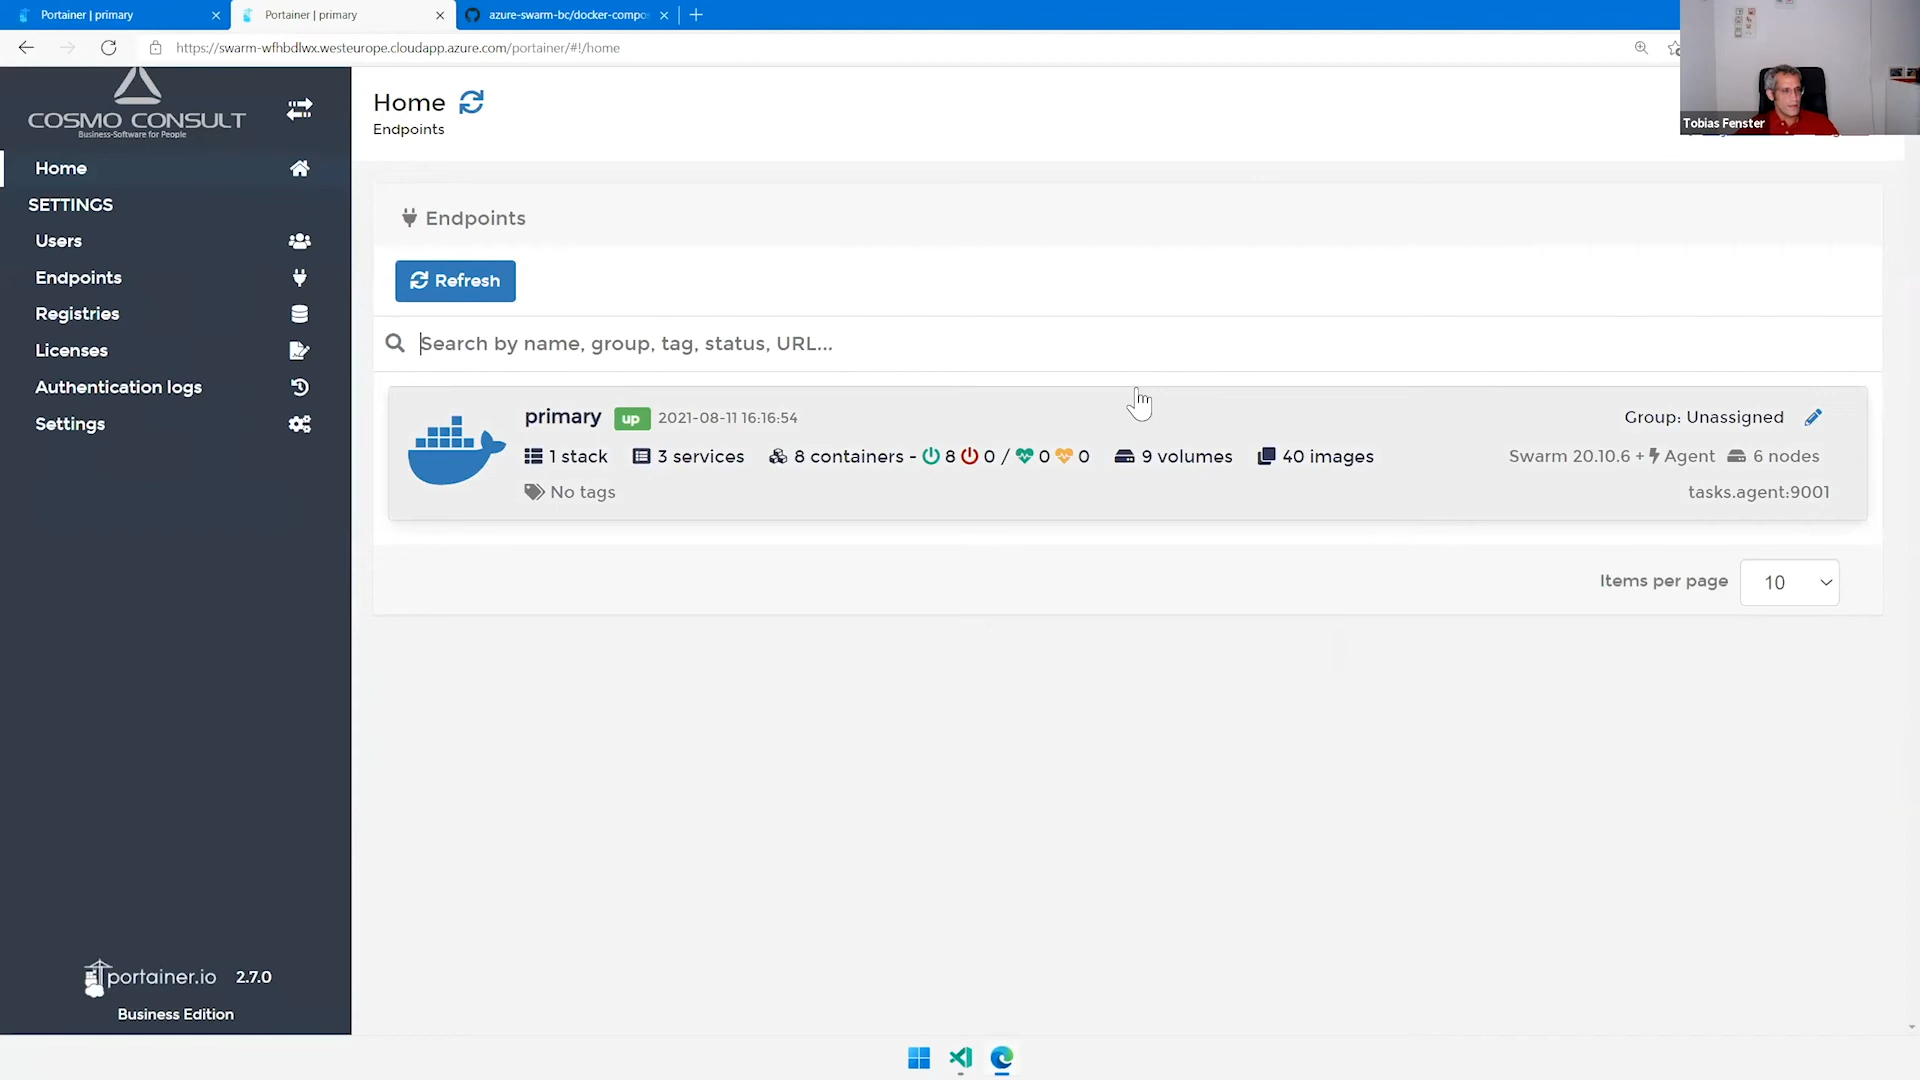 Portainer | primary
Portainer | primary
azure-swarm-bc/docker-compo
https://swarm-wfhbdlwx.westeurope.cloudapp.azure.com/portainer/#!/home
Tobias Fenster
COSMO CONSULT
Business-Software for People
Home
SETTINGS
Users
Endpoints
Registries
Licenses
Authentication logs
Settings
portainer.io 2.7.0
Business Edition
Home
Endpoints
Endpoints
Refresh
Search by name, group, tag, status, URL...
primary up 2021-08-11 16:16:54 Group: Unassigned
1 stack 3 services 8 containers - 8 0 / 0 0 9 volumes 40 images Swarm 20.10.6 + Agent 6 nodes
No tags tasks.agent:9001
Items per page 10